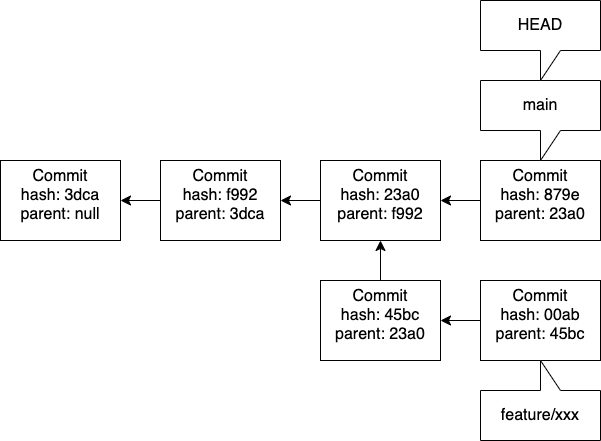 HEAD
main
Commit
hash: 3dca
parent: null
Commit
hash: f992
parent: 3dca
Commit
hash: 23a0
parent: f992
Commit
hash: 879e
parent: 23a0
Commit
hash: 45bc
parent: 23a0
Commit
hash: 00ab
parent: 45bc
feature/xxx